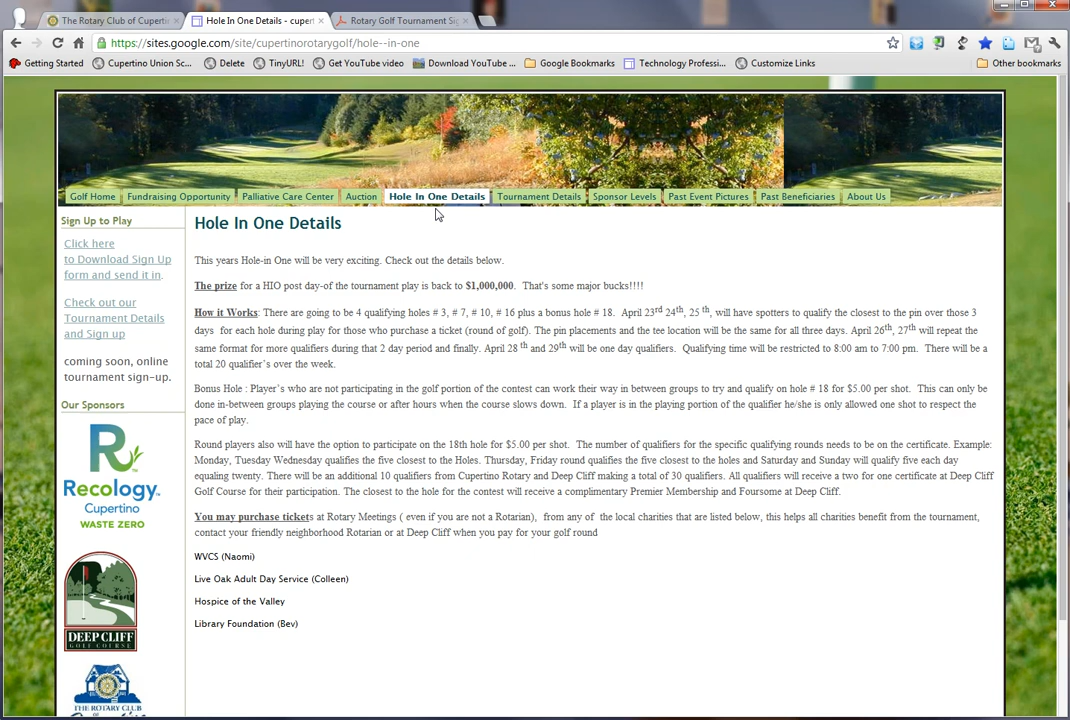 The Rotary Club of Cupertin
Hole In One Details - cupert
Rotary Golf Tournament Sig
https://sites.google.com/site/cupertinorotarygolf/hole--in-one
Getting Started
Cupertino Union Sc...
Delete
TinyURL!
Get YouTube video
Download YouTube ...
Google Bookmarks
Technology Profess...
Customize Links
Other bookmarks
Golf Home
Fundraising Opportunity
Palliative Care Center
Auction
Hole In One Details
Tournament Details
Sponsor Levels
Past Event Pictures
Past Beneficiaries
About Us
Sign Up to Play
Click here
to Download Sign Up
form and send it in.
Check out our
Tournament Details
and Sign up
coming soon, online
tournament sign-up.
Our Sponsors
R
Recology™
Cupertino
WASTE ZERO
DEEP CLIFF
GOLF COURSE
THE ROTARY CLUB
Hole In One Details
This years Hole-in One will be very exciting. Check out the details below.
The prize for a HIO post day-of the tournament play is back to $1,000,000. That's some major bucks!!!!
How it Works: There are going to be 4 qualifying holes # 3, # 7, # 10, # 16 plus a bonus hole # 18. April 23rd 24th, 25 th, will have spotters to qualify the closest to the pin over those 3
days for each hole during play for those who purchase a ticket (round of golf). The pin placements and the tee location will be the same for all three days. April 26th, 27th will repeat the
same format for more qualifiers during that 2 day period and finally. April 28 th and 29th will be one day qualifiers. Qualifying time will be restricted to 8:00 am to 7:00 pm. There will be a
total 20 qualifier's over the week.
Bonus Hole : Player's who are not participating in the golf portion of the contest can work their way in between groups to try and qualify on hole # 18 for $5.00 per shot. This can only be
done in-between groups playing the course or after hours when the course slows down. If a player is in the playing portion of the qualifier he/she is only allowed one shot to respect the
pace of play.
Round players also will have the option to participate on the 18th hole for $5.00 per shot. The number of qualifiers for the specific qualifying rounds needs to be on the certificate. Example:
Monday, Tuesday Wednesday qualifies the five closest to the Holes. Thursday, Friday round qualifies the five closest to the holes and Saturday and Sunday will qualify five each day
equaling twenty. There will be an additional 10 qualifiers from Cupertino Rotary and Deep Cliff making a total of 30 qualifiers. All qualifiers will receive a two for one certificate at Deep Cliff
Golf Course for their participation. The closest to the hole for the contest will receive a complimentary Premier Membership and Foursome at Deep Cliff.
You may purchase tickets at Rotary Meetings ( even if you are not a Rotarian), from any of the local charities that are listed below, this helps all charities benefit from the tournament,
contact your friendly neighborhood Rotarian or at Deep Cliff when you pay for your golf round
WVCS (Naomi)
Live Oak Adult Day Service (Colleen)
Hospice of the Valley
Library Foundation (Bev)